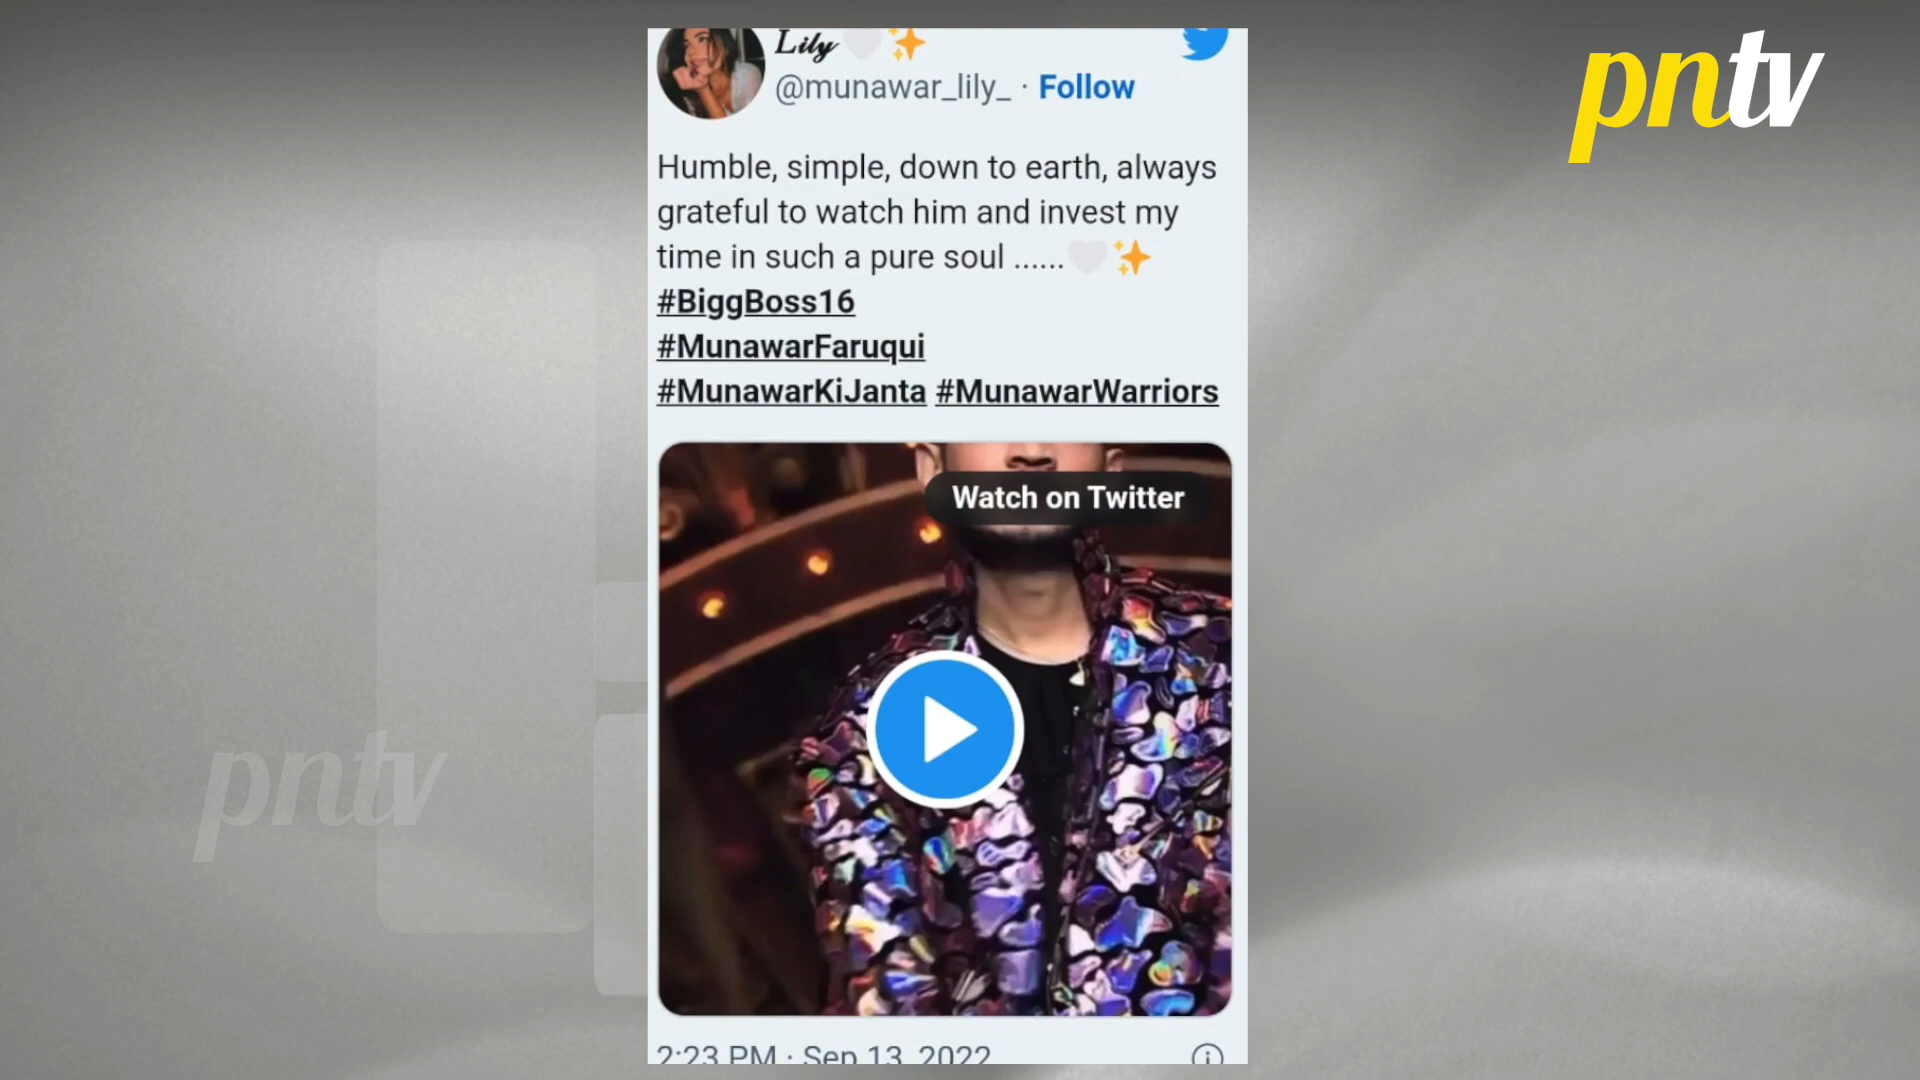 Lily🤍✨
@munawar_lily_ · Follow
pntv
Humble, simple, down to earth, always
grateful to watch him and invest my
time in such a pure soul ......🤍✨
#BiggBoss16
#MunawarFaruqui
#MunawarKiJanta #MunawarWarriors
Watch on Twitter
pntv
2:23 PM · Sep 13, 2022